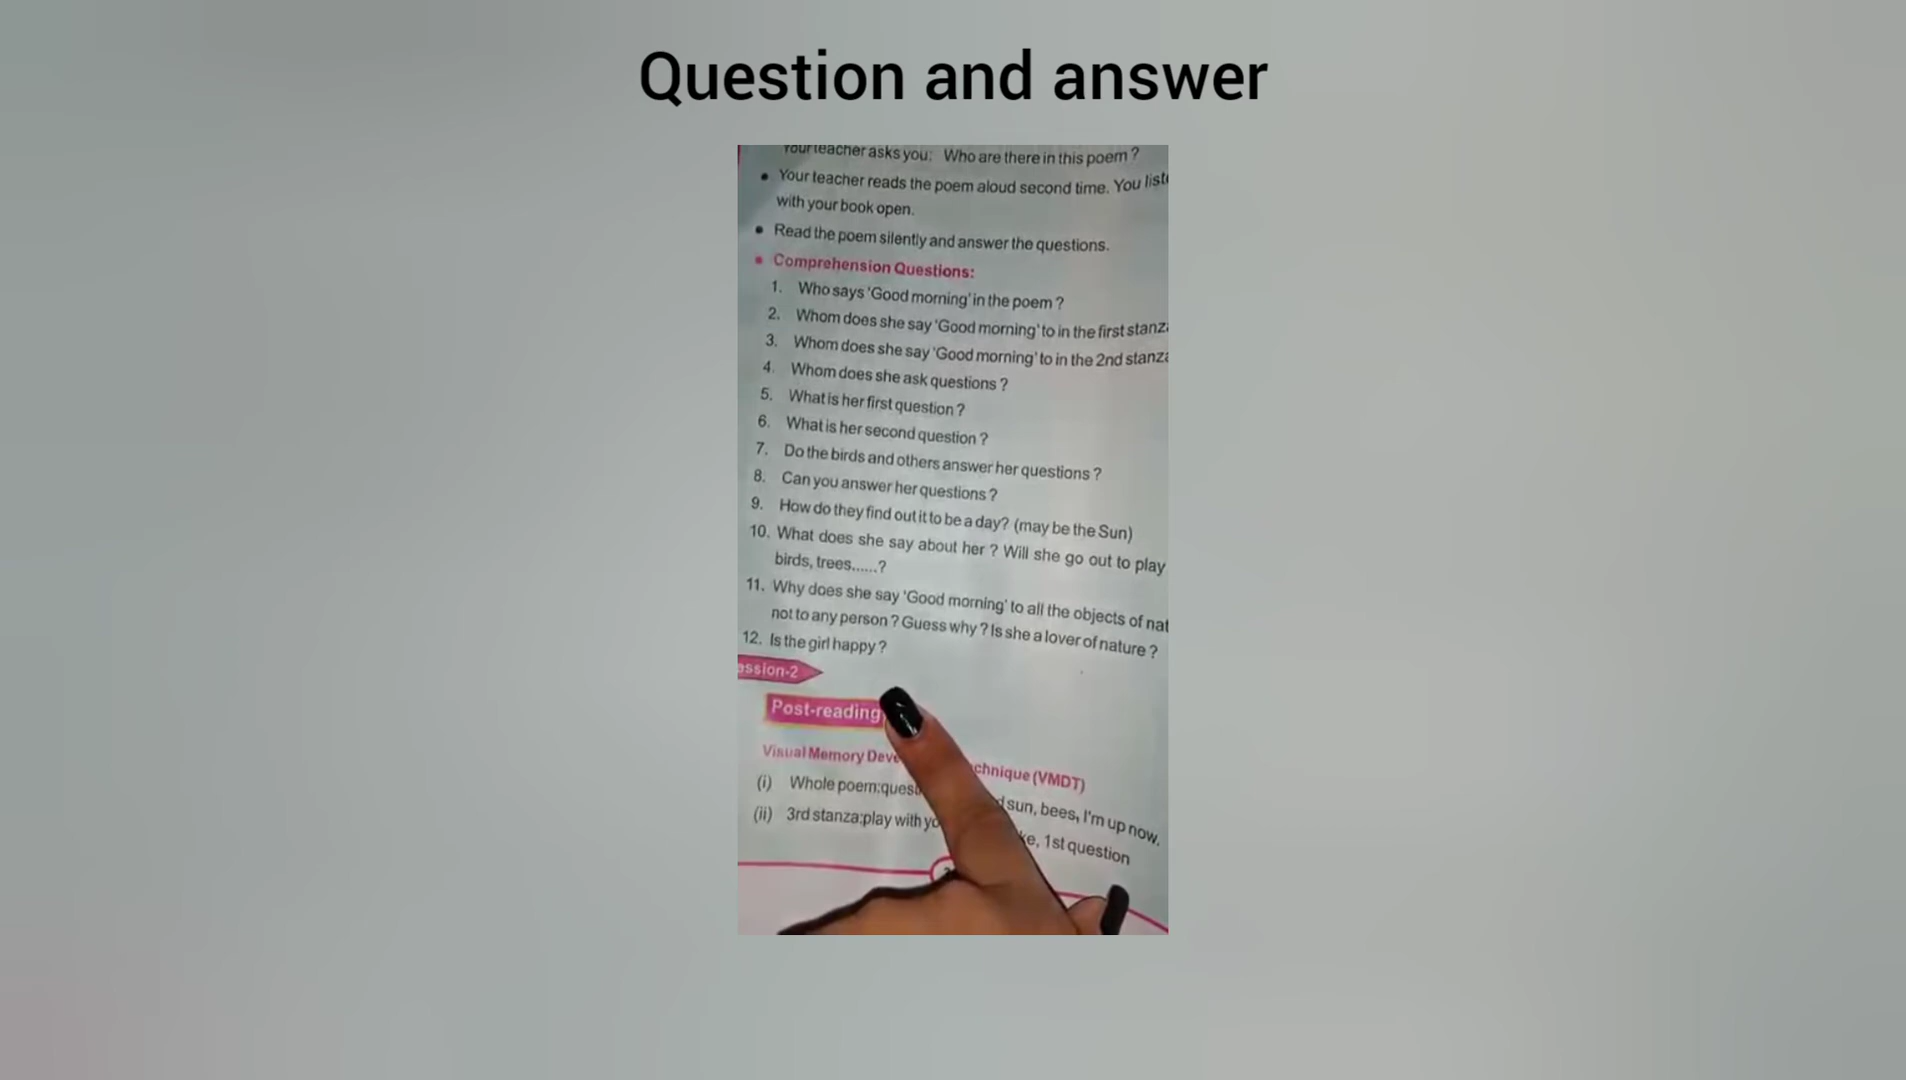 Question and answer
Your teacher asks you: Who are there in this poem ?
• Your teacher reads the poem aloud second time. You
with your book open.
• Read the poem silently and answer the questions.
Comprehension Questions:
1. Who says 'Good morning' in the poem ?
2. Whom does she say 'Good morning' to in the first
3. Whom does she say 'Good morning' to in the 2nd
4. Whom does she ask questions ?
5. What is her first question ?
6. What is her second question ?
7. Do the birds and others answer her questions ?
8. Can you answer her questions ?
9. How do they find out it to be a day? (may be the Sun)
10. What does she say about her ? Will she go out to play
birds, trees......?
11. Why does she say 'Good morning' to all the objects of
not to any person ? Guess why ? Is she a lover of nature ?
12. Is the girl happy ?
ssion-2
Post-reading
Visual Memory Deve chnique (VMDT)
(i) Whole poem:quest d sun, bees, I'm up now.
(ii) 3rd stanza:play with yo ke, 1st question